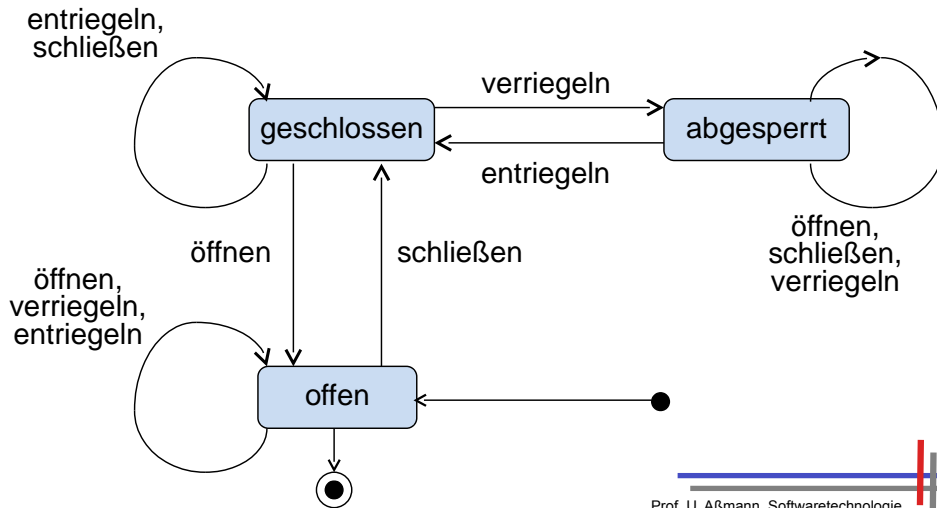 entriegeln,
schließen
verriegeln
geschlossen
abgesperrt
entriegeln
öffnen,
schließen,
verriegeln
öffnen
schließen
öffnen,
verriegeln,
entriegeln
offen
Prof. U. Aßmann, Softwaretechnologie